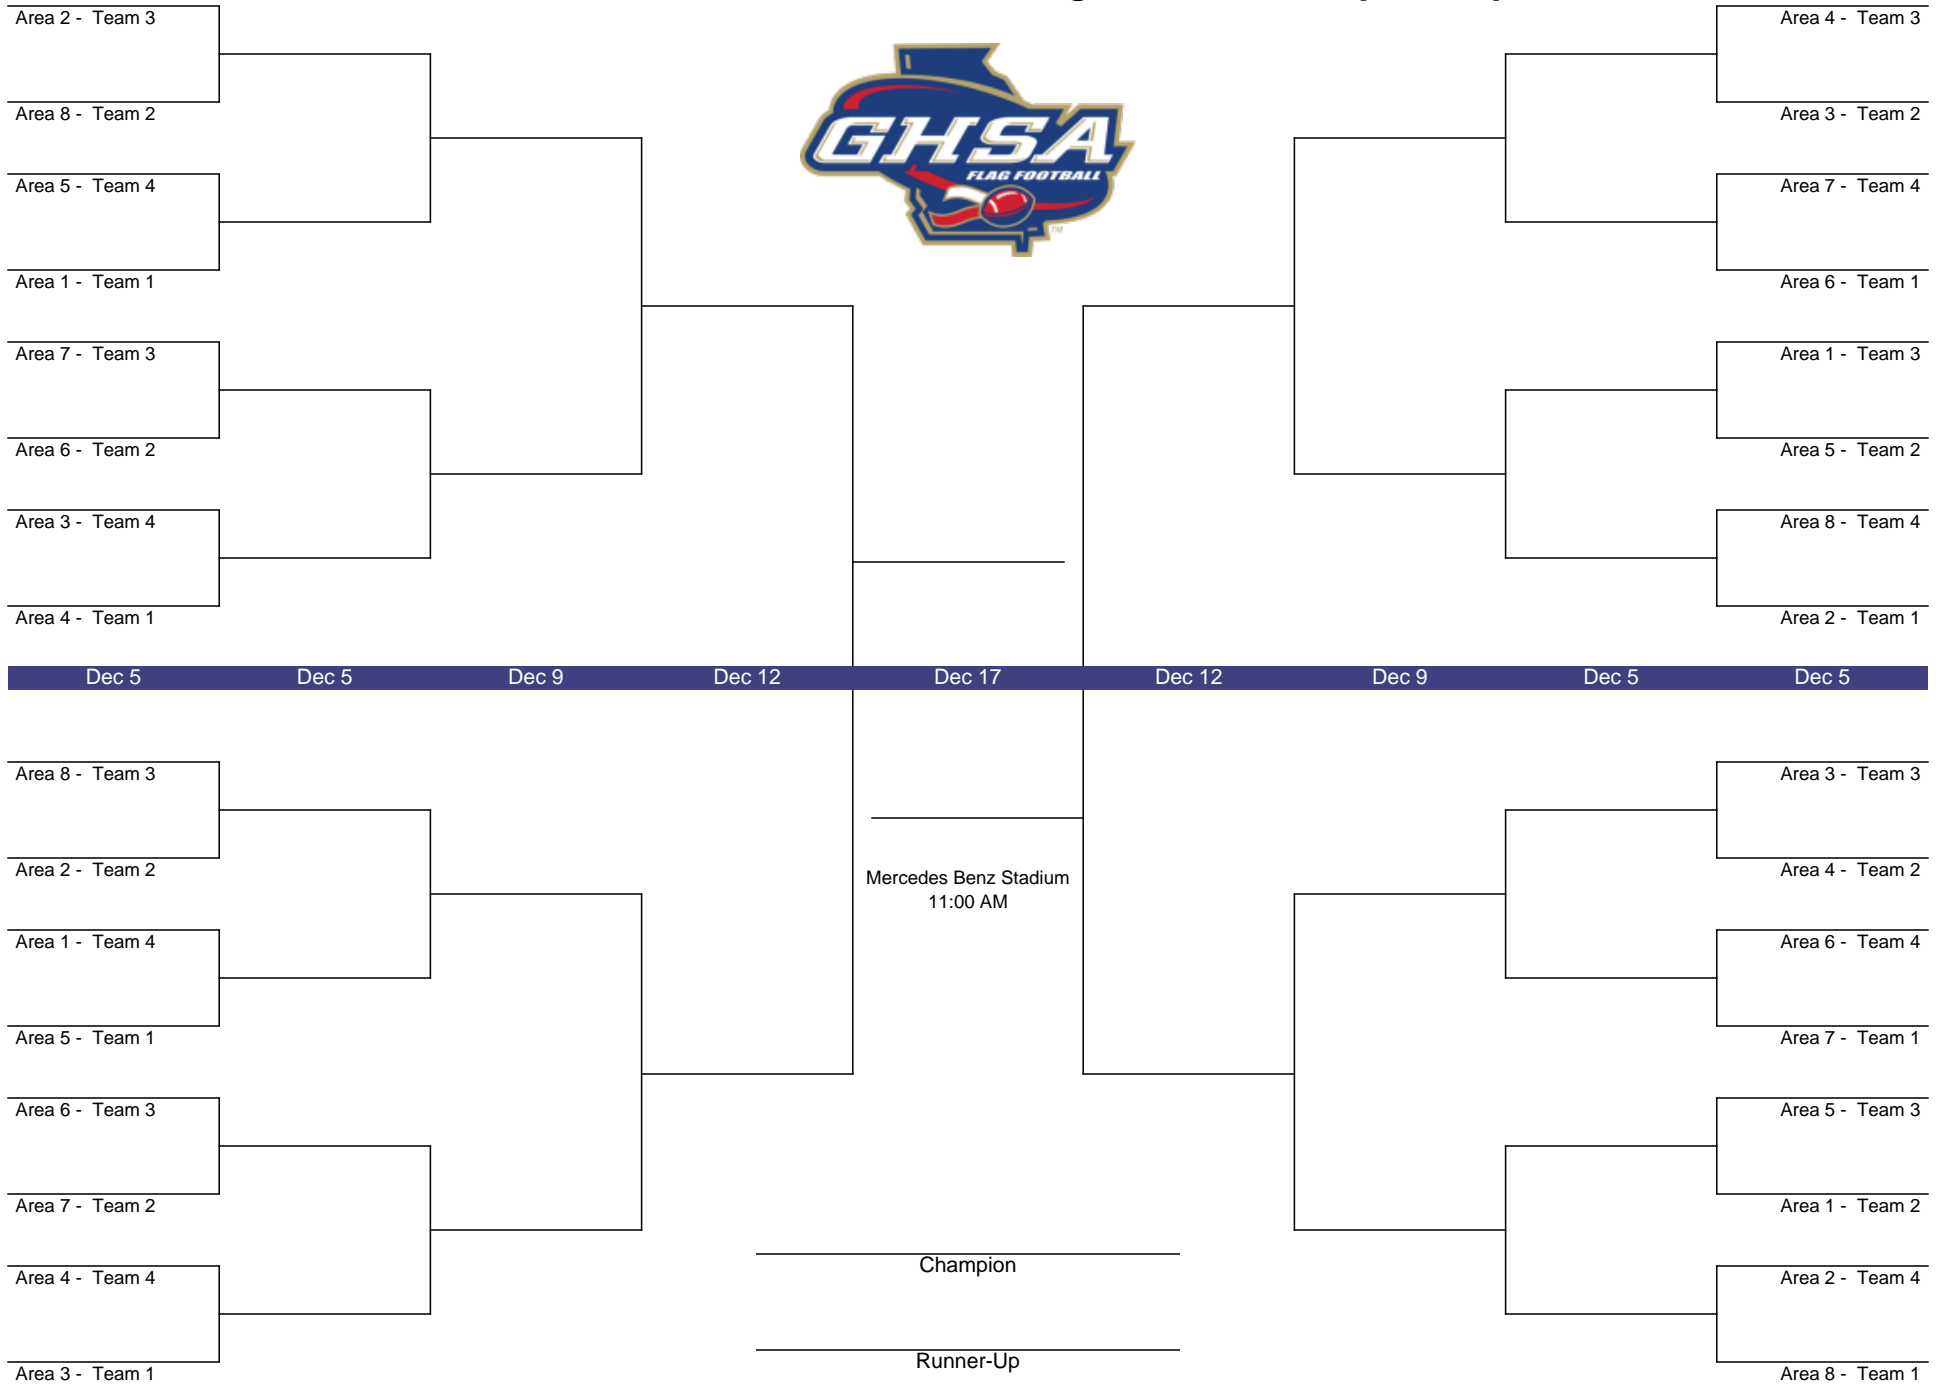 Area 2 - Team 3
Area 8 - Team 2
Area 5 - Team 4
Area 1 - Team 1
Area 7 - Team 3
Area 6 - Team 2
Area 3 - Team 4
Area 4 - Team 1
GHSA
FLAG FOOTBALL
TM
Area 4 - Team 3
Area 3 - Team 2
Area 7 - Team 4
Area 6 - Team 1
Area 1 - Team 3
Area 5 - Team 2
Area 8 - Team 4
Area 2 - Team 1
Dec 5 Dec 5 Dec 9 Dec 12 Dec 17 Dec 12 Dec 9 Dec 5 Dec 5
Area 8 - Team 3
Area 2 - Team 2
Area 1 - Team 4
Area 5 - Team 1
Area 6 - Team 3
Area 7 - Team 2
Area 4 - Team 4
Area 3 - Team 1
Mercedes Benz Stadium
11:00 AM
Champion
Runner-Up
Area 3 - Team 3
Area 4 - Team 2
Area 6 - Team 4
Area 7 - Team 1
Area 5 - Team 3
Area 1 - Team 2
Area 2 - Team 4
Area 8 - Team 1